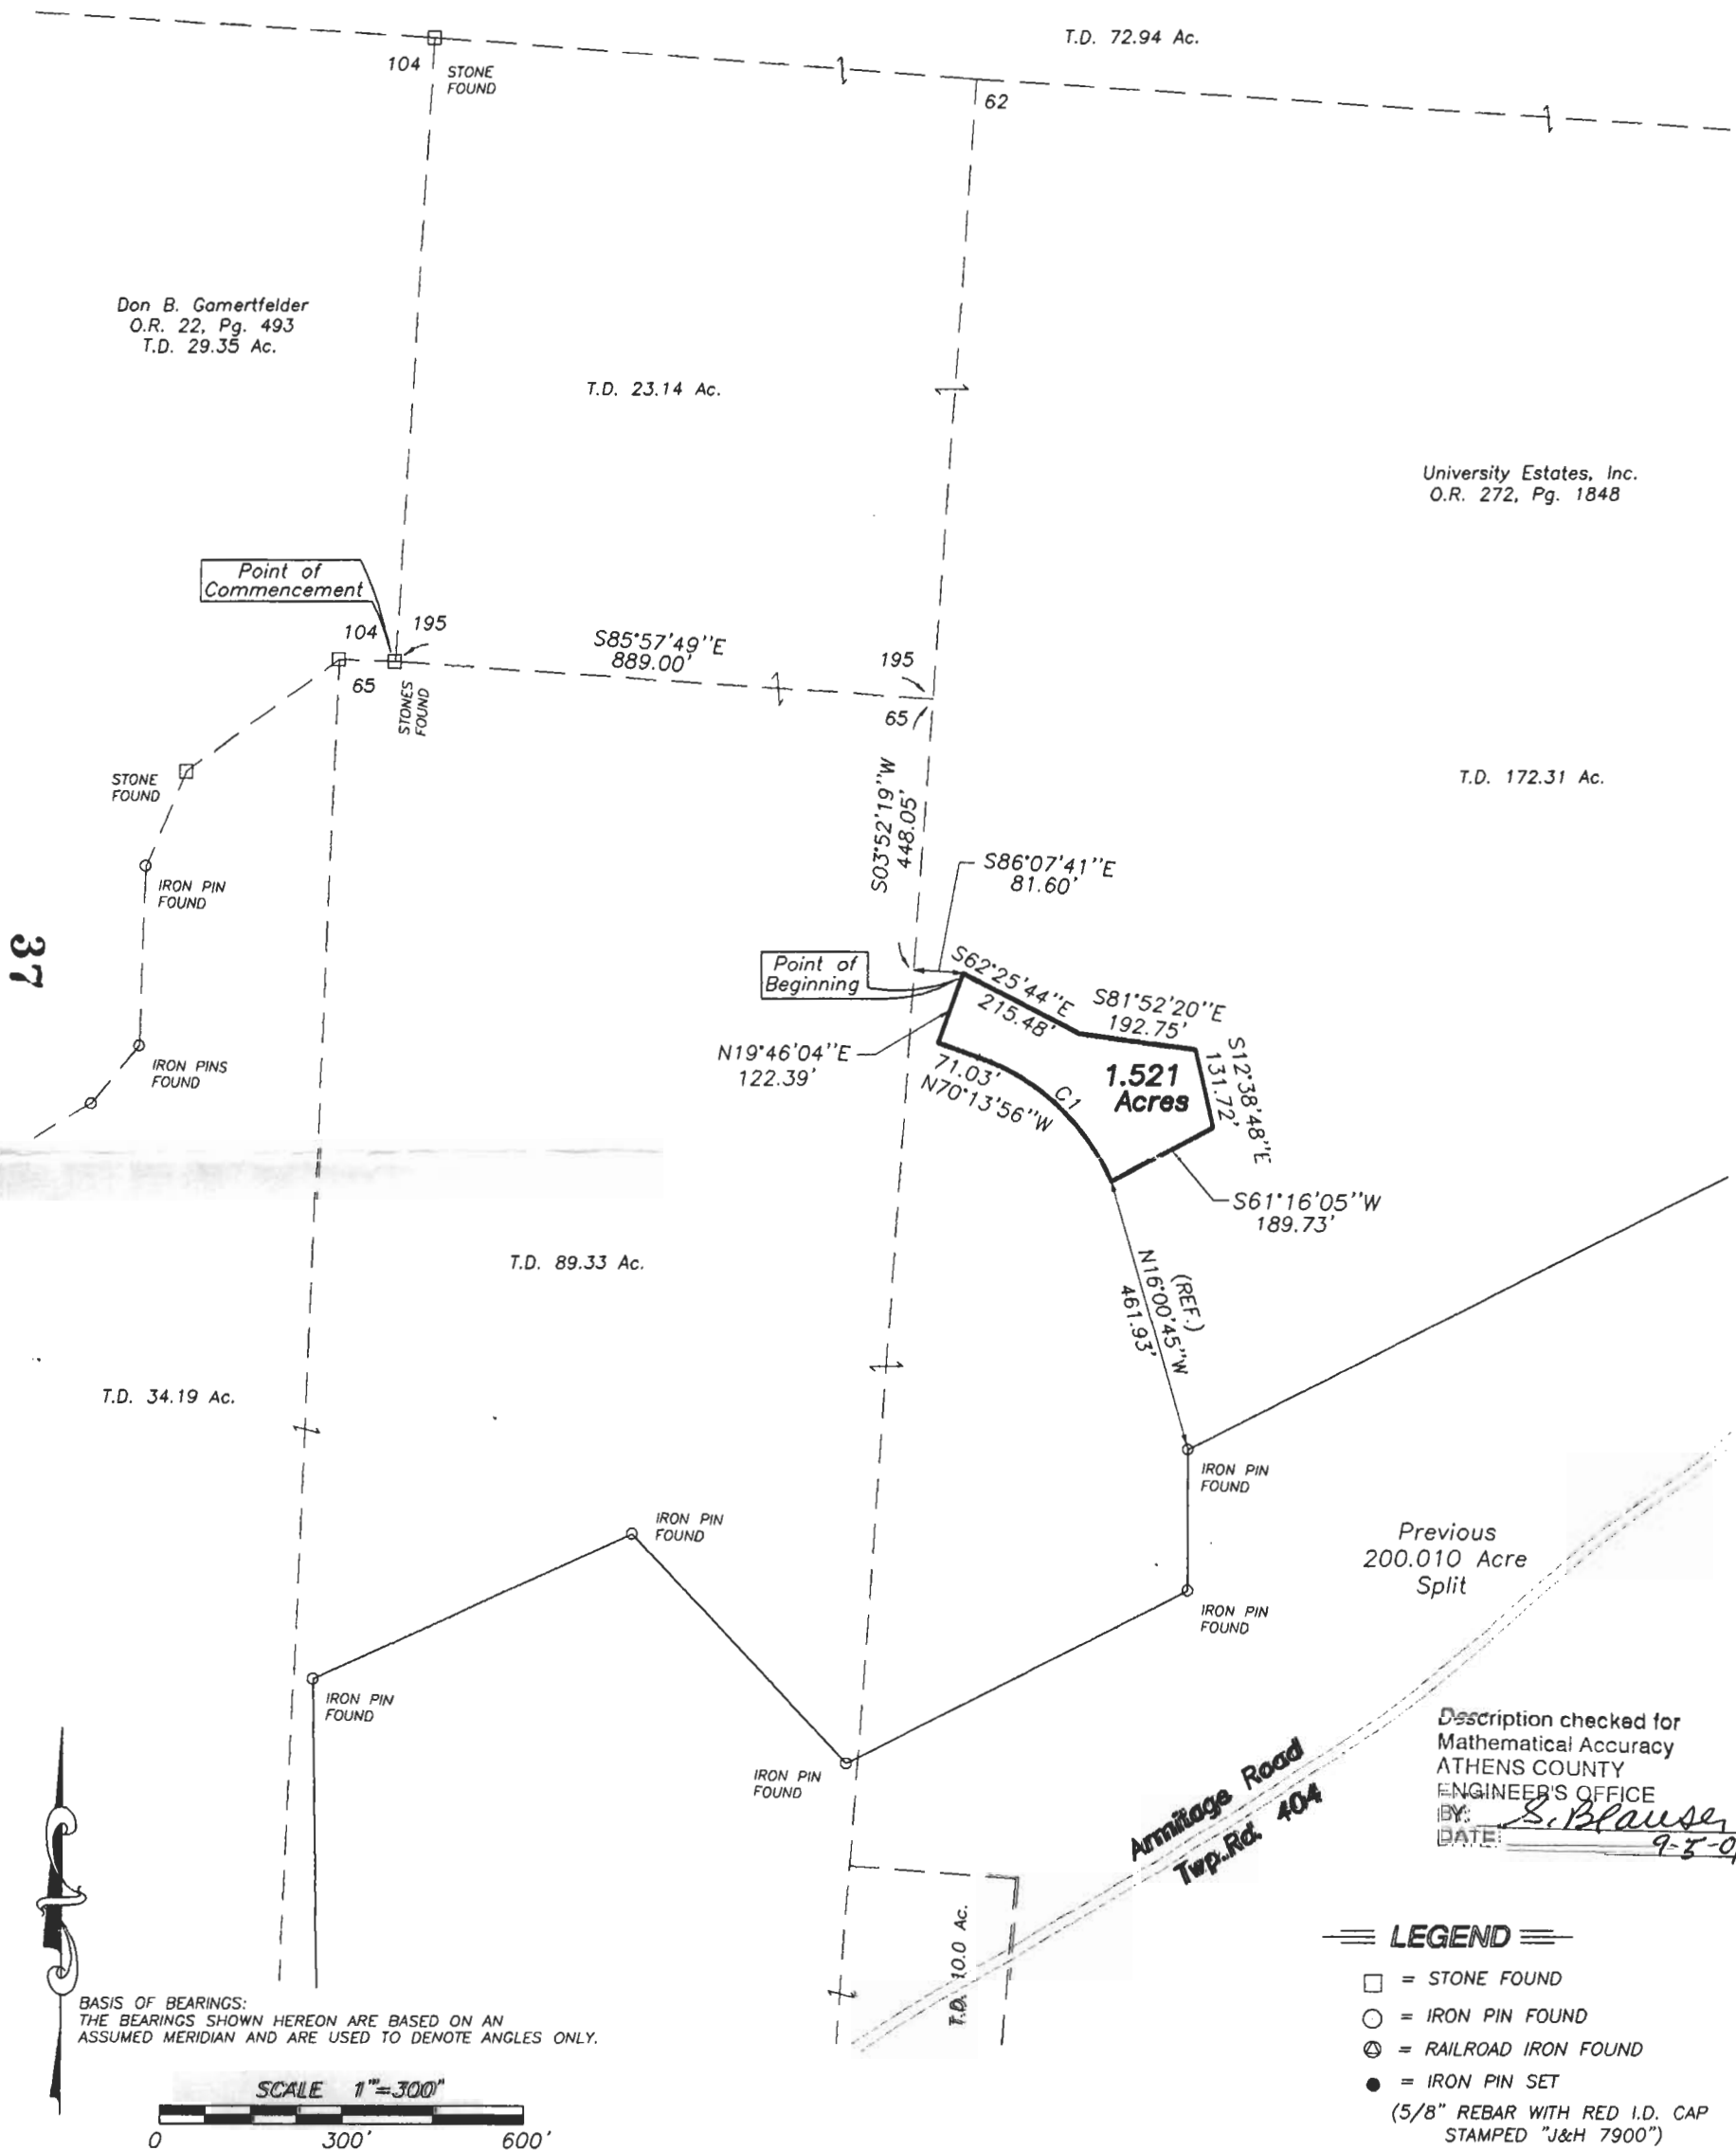 T.D. 72.94 Ac.
104
STONE
FOUND
62
Don B. Gamertfelder
O.R. 22, Pg. 493
T.D. 29.35 Ac.
T.D. 23.14 Ac.
University Estates, Inc.
O.R. 272, Pg. 1848
Point of
Commencement
104
195
65
STONES
FOUND
S85°57'49"E
889.00'
195
65
STONE
FOUND
T.D. 172.31 Ac.
S03°52'19"W
448.05'
S86°07'41"E
81.60'
IRON PIN
FOUND
37
Point of
Beginning
S62°25'44"E
215.48'
S81°52'20"E
192.75'
S12°38'48"E
131.72'
N19°46'04"E
122.39'
71.03'
N70°13'56"W
C1
1.521
Acres
IRON PINS
FOUND
S61°16'05"W
189.73'
T.D. 89.33 Ac.
(REF.)
N16°00'45"W
461.93'
T.D. 34.19 Ac.
IRON PIN
FOUND
IRON PIN
FOUND
Previous
200.010 Acre
Split
IRON PIN
FOUND
IRON PIN
FOUND
IRON PIN
FOUND
Armitage Road
Twp. Rd. 404
Description checked for
Mathematical Accuracy
ATHENS COUNTY
ENGINEER'S OFFICE
BY: S. Blauser
DATE:
T.D. 10.0 Ac.
LEGEND
= STONE FOUND
= IRON PIN FOUND
= RAILROAD IRON FOUND
= IRON PIN SET
(5/8" REBAR WITH RED I.D. CAP
STAMPED "J&H 7900")
BASIS OF BEARINGS:
THE BEARINGS SHOWN HEREON ARE BASED ON AN
ASSUMED MERIDIAN AND ARE USED TO DENOTE ANGLES ONLY.
SCALE 1"=300"
0 300' 600'